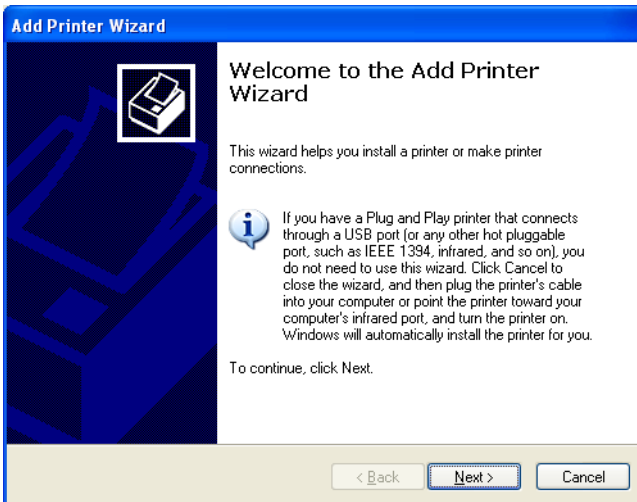 Add Printer Wizard
Welcome to the Add Printer
Wizard
This wizard helps you install a printer or make printer
connections.
If you have a Plug and Play printer that connects
through a USB port (or any other hot pluggable
port, such as IEEE 1394, infrared, and so on), you
do not need to use this wizard. Click Cancel to
close the wizard, and then plug the printer's cable
into your computer or point the printer toward your
computer's infrared port, and turn the printer on.
Windows will automatically install the printer for you.
To continue, click Next.
< Back
Next >
Cancel